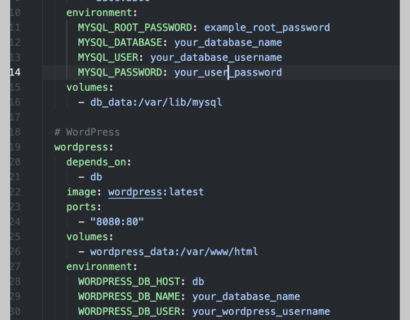 10 environment:
11 MYSQL_ROOT_PASSWORD: example_root_password
12 MYSQL_DATABASE: your_database_name
13 MYSQL_USER: your_database_username
14 MYSQL_PASSWORD: your_user_password
15 volumes:
16 - db_data:/var/lib/mysql
17
18 # WordPress
19 wordpress:
20 depends_on:
21 - db
22 image: wordpress:latest
23 ports:
24 - "8080:80"
25 volumes:
26 - wordpress_data:/var/www/html
27 environment:
28 WORDPRESS_DB_HOST: db
29 WORDPRESS_DB_NAME: your_database_name
30 WORDPRESS_DB_USER: your_wordpress_username